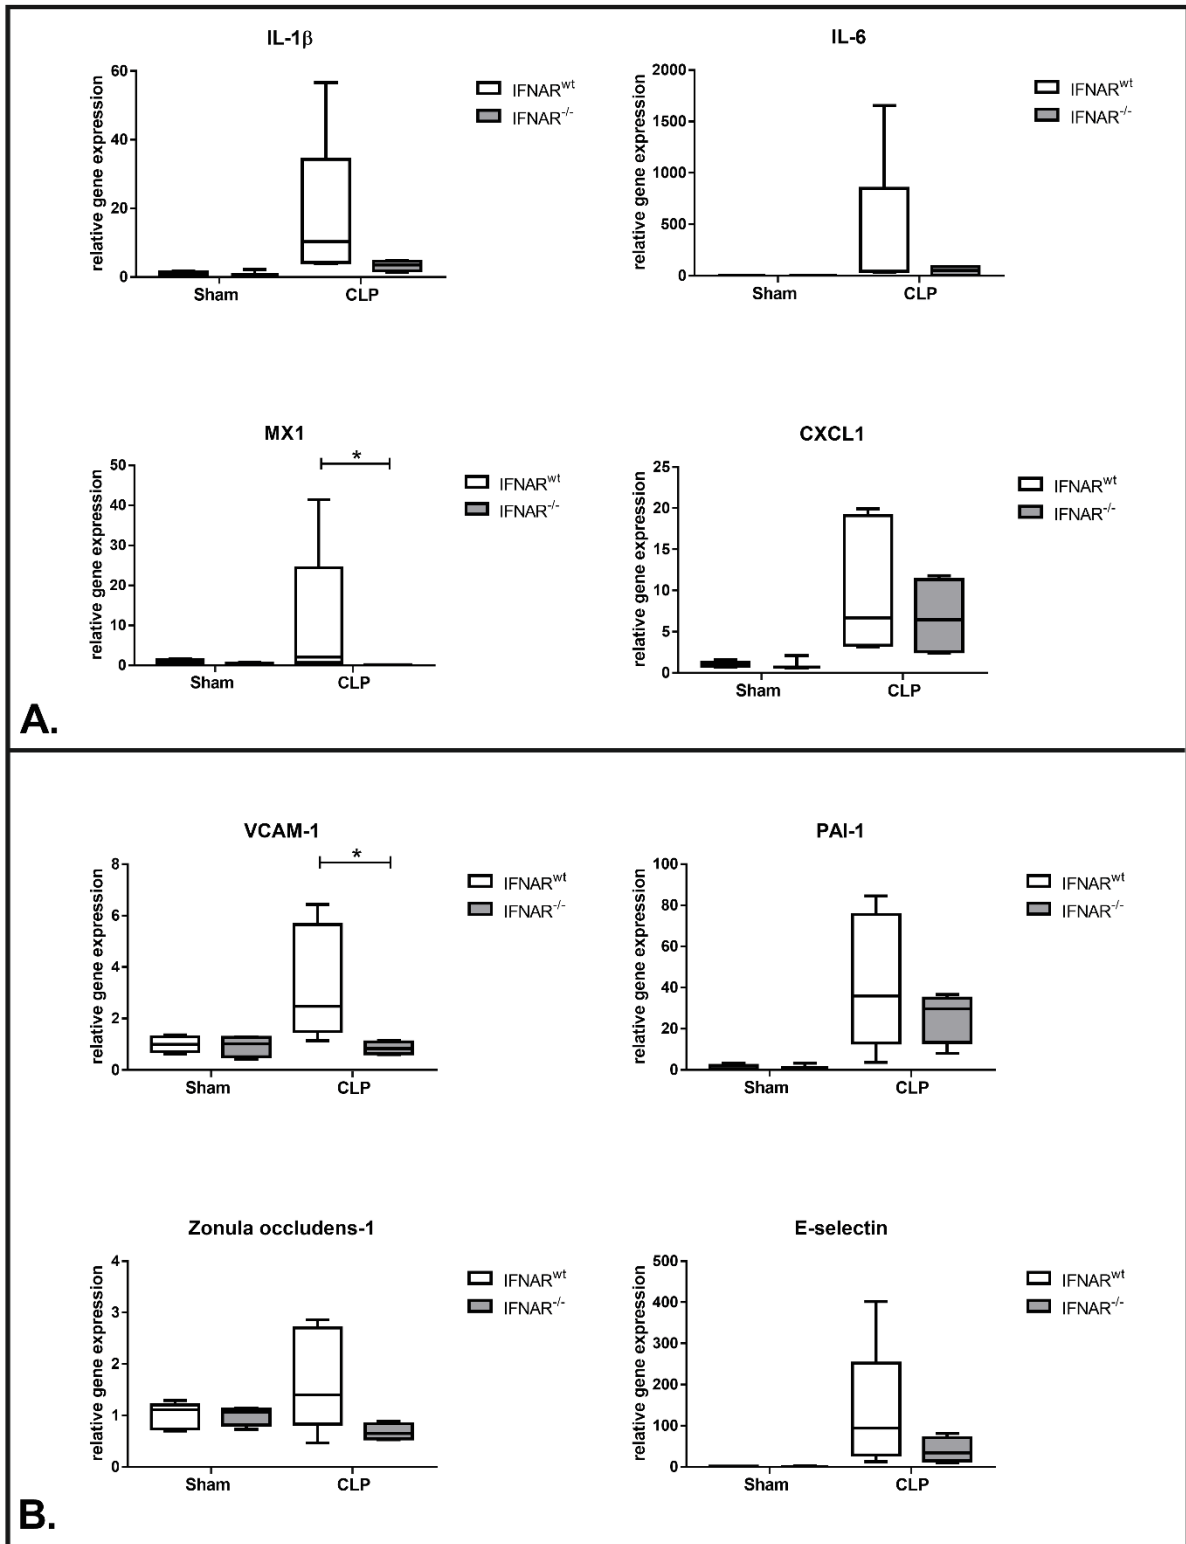 IL-1β
relative gene expression
60
40
20
0
Sham
CLP
IFNARwt
IFNAR-/-
IL-6
relative gene expression
2000
1500
1000
500
0
Sham
CLP
IFNARwt
IFNAR-/-
MX1
relative gene expression
50
40
30
20
10
0
*
Sham
CLP
IFNARwt
IFNAR-/-
CXCL1
relative gene expression
25
20
15
10
5
0
Sham
CLP
IFNARwt
IFNAR-/-
A.
VCAM-1
relative gene expression
8
6
4
2
0
*
Sham
CLP
IFNARwt
IFNAR-/-
PAI-1
relative gene expression
100
80
60
40
20
0
Sham
CLP
IFNARwt
IFNAR-/-
Zonula occludens-1
relative gene expression
4
3
2
1
0
Sham
CLP
IFNARwt
IFNAR-/-
E-selectin
relative gene expression
500
400
300
200
100
0
Sham
CLP
IFNARwt
IFNAR-/-
B.